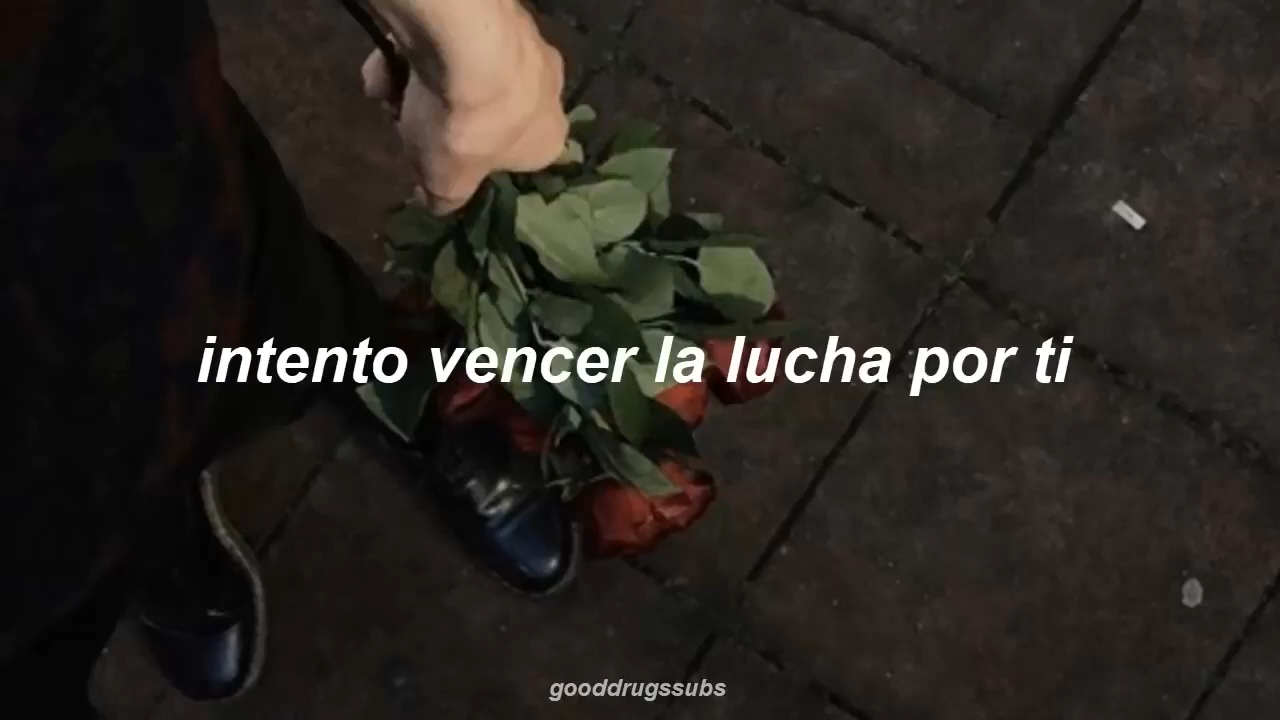 intento vencer la lucha por ti
gooddrugssubs